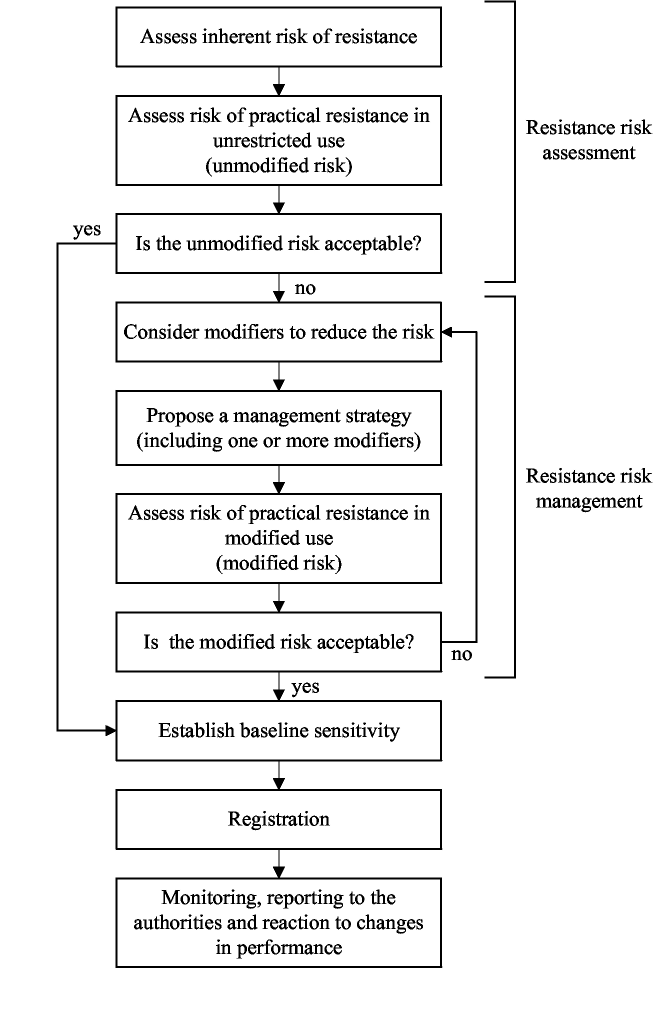 Assess inherent risk of resistance
Assess risk of practical resistance in
unrestricted use
(unmodified risk)
Resistance risk
assessment
yes
Is the unmodified risk acceptable?
no
Consider modifiers to reduce the risk
Propose a management strategy
(including one or more modifiers)
Resistance risk
management
Assess risk of practical resistance in
modified use
(modified risk)
Is the modified risk acceptable?
no
yes
Establish baseline sensitivity
Registration
Monitoring, reporting to the
authorities and reaction to changes
in performance